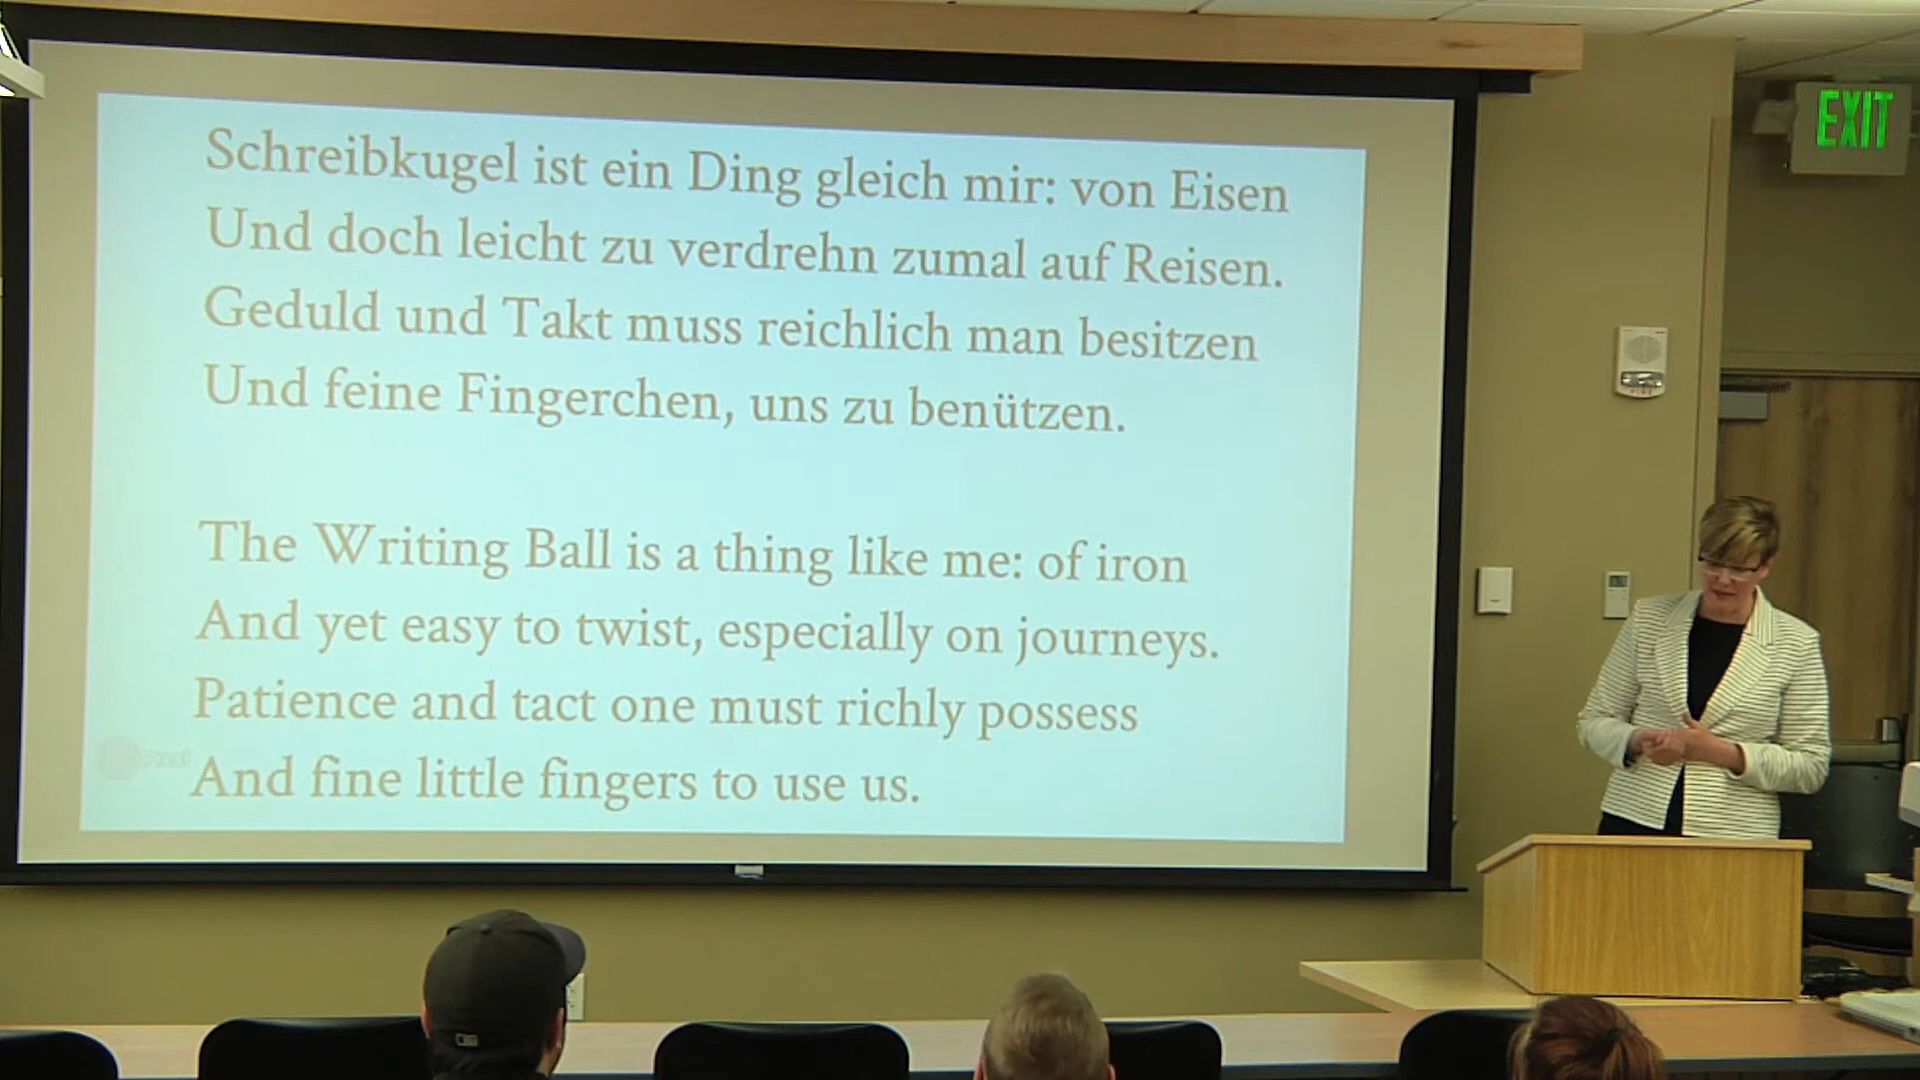 Schreibkugel ist ein Ding gleich mir: von Eisen
Und doch leicht zu verdrehn zumal auf Reisen.
Geduld und Takt muss reichlich man besitzen
Und feine Fingerchen, uns zu benützen.
The Writing Ball is a thing like me: of iron
And yet easy to twist, especially on journeys.
Patience and tact one must richly possess
And fine little fingers to use us.
EXIT